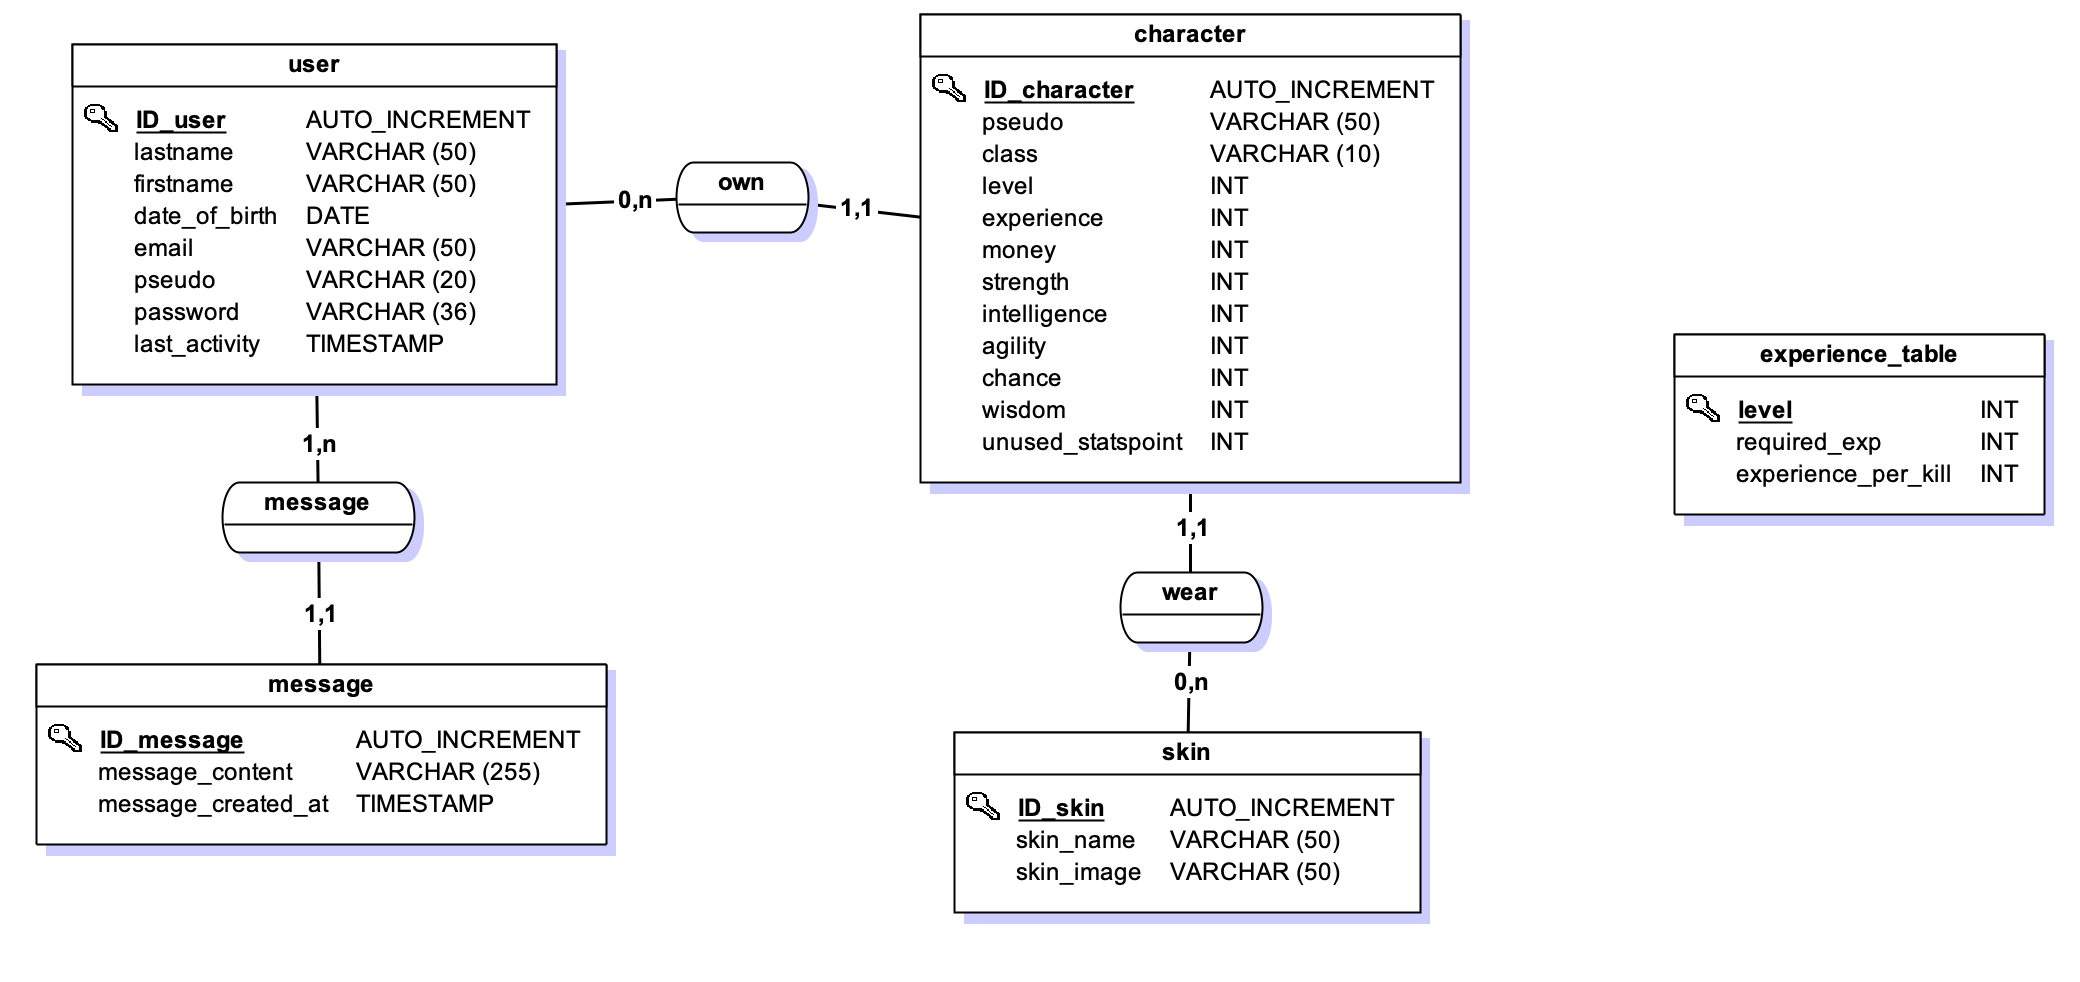 user
ID_user AUTO_INCREMENT
lastname VARCHAR (50)
firstname VARCHAR (50)
date_of_birth DATE
email VARCHAR (50)
pseudo VARCHAR (20)
password VARCHAR (36)
last_activity TIMESTAMP
0,n
own
1,1
character
ID_character AUTO_INCREMENT
pseudo VARCHAR (50)
class VARCHAR (10)
level INT
experience INT
money INT
strength INT
intelligence INT
agility INT
chance INT
wisdom INT
unused_statspoint INT
experience_table
level INT
required_exp INT
experience_per_kill INT
1,n
message
1,1
message
ID_message AUTO_INCREMENT
message_content VARCHAR (255)
message_created_at TIMESTAMP
1,1
wear
0,n
skin
ID_skin AUTO_INCREMENT
skin_name VARCHAR (50)
skin_image VARCHAR (50)